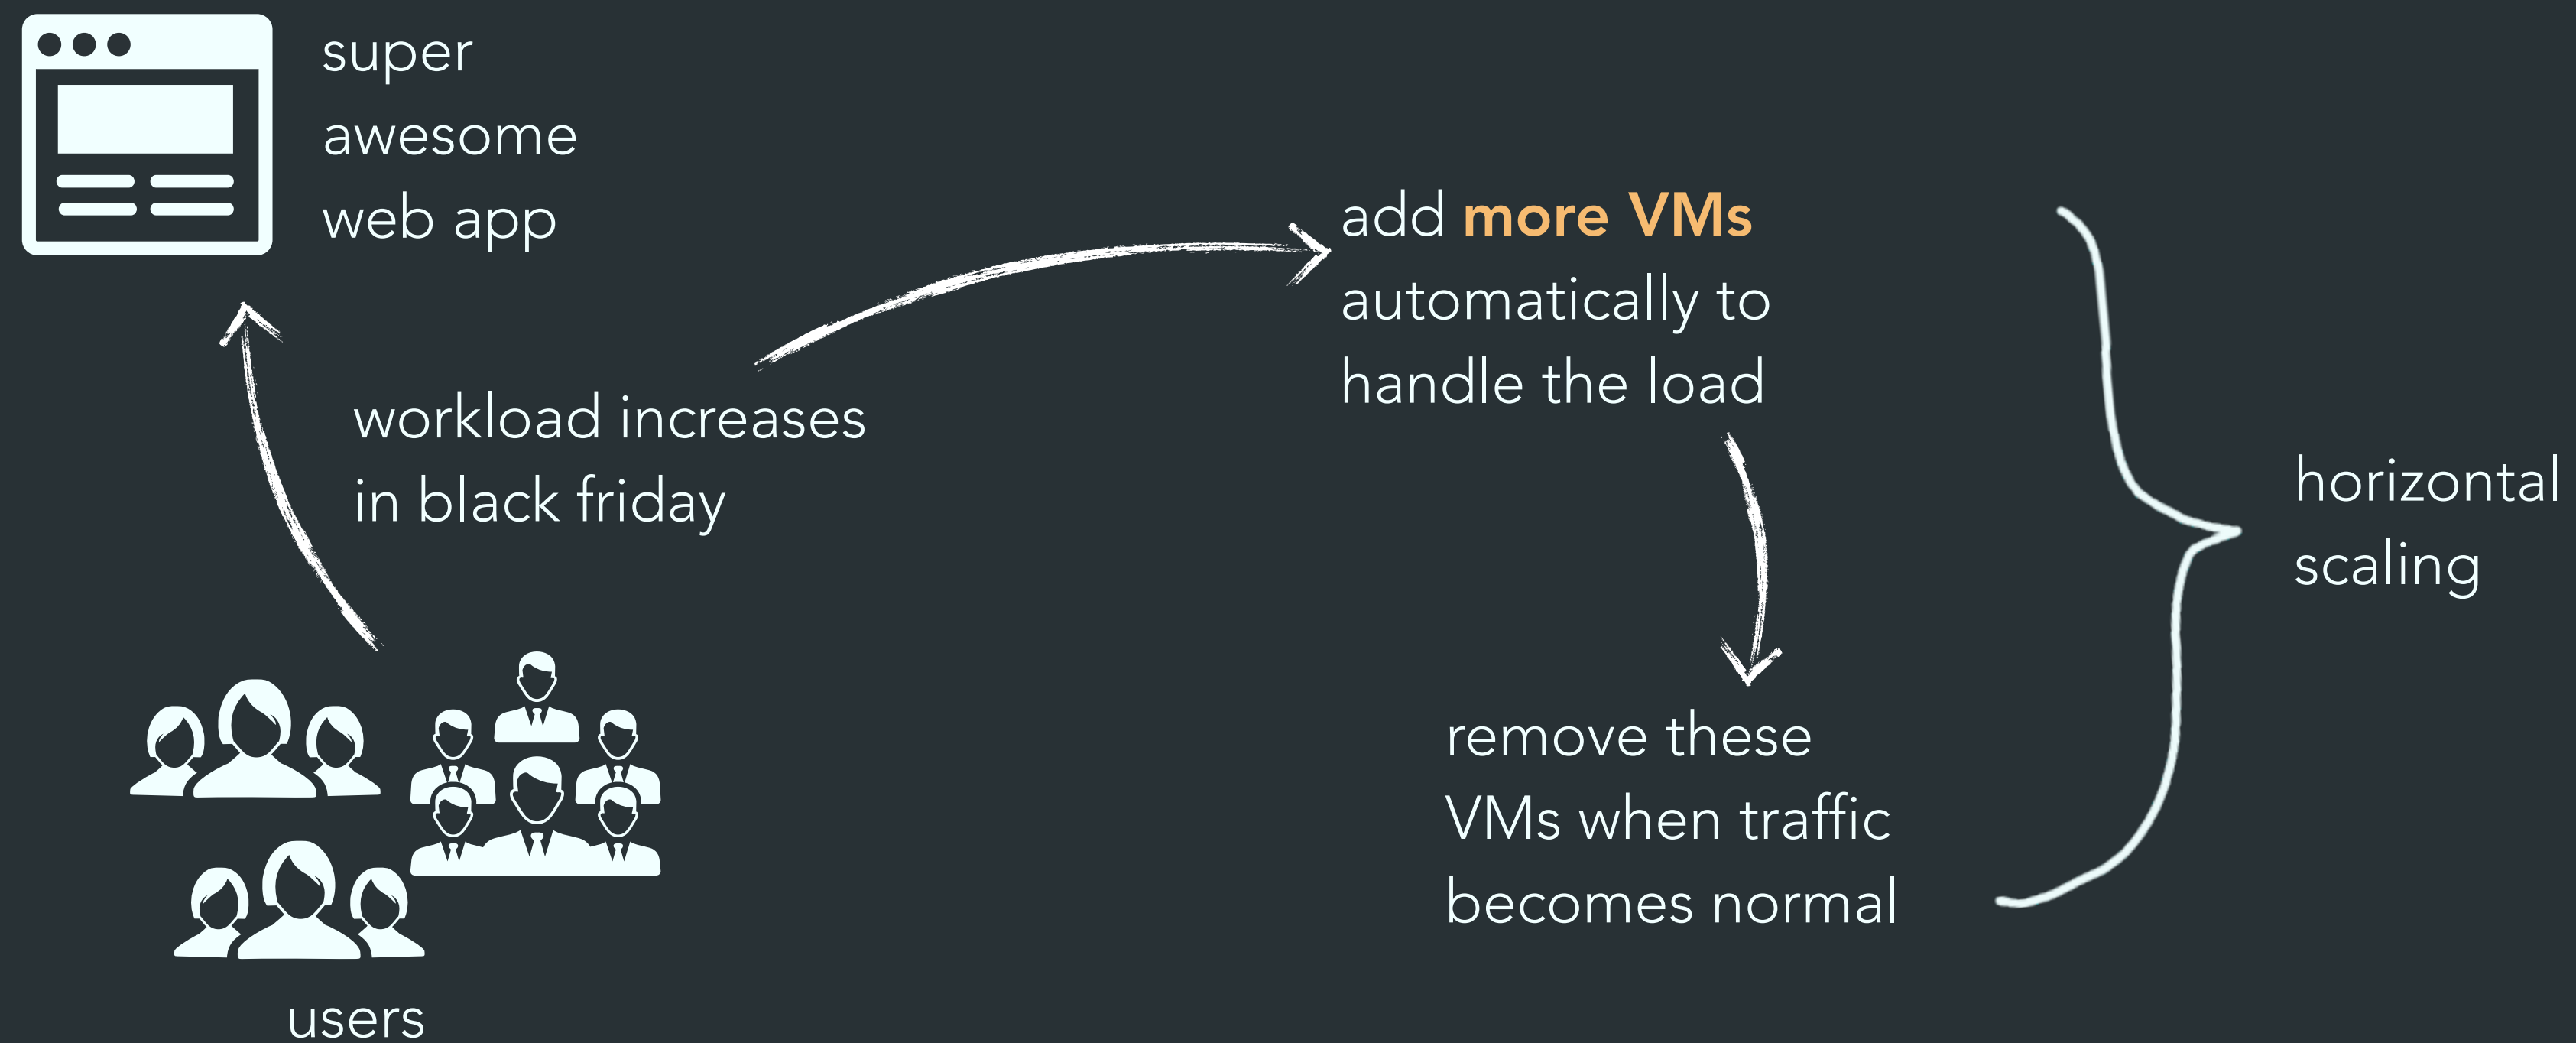 super
awesome
web app
workload increases
in black friday
users
add more VMs
automatically to
handle the load
remove these
VMs when traffic
becomes normal
horizontal
scaling